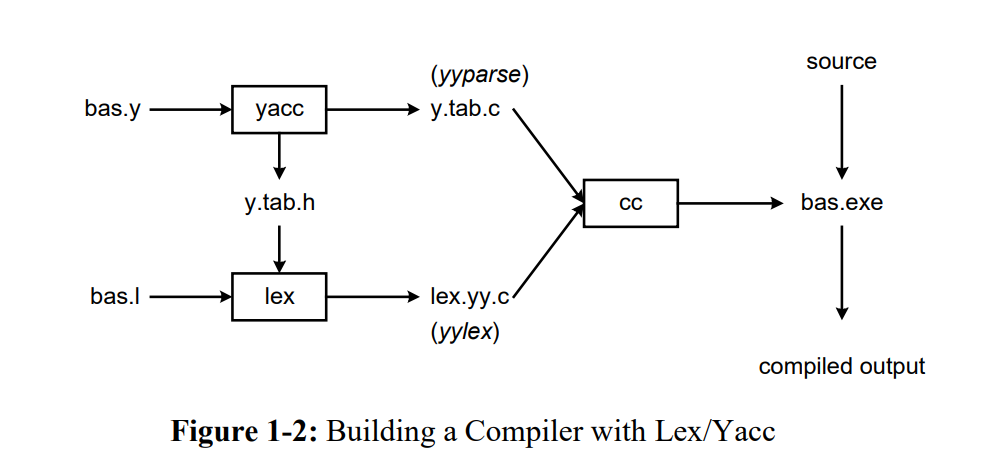 source
(yyparse)
bas.y
yacc
y.tab.c
y.tab.h
cc
bas.exe
bas.l
lex
lex.yy.c
(yylex)
compiled output
Figure 1-2: Building a Compiler with Lex/Yacc